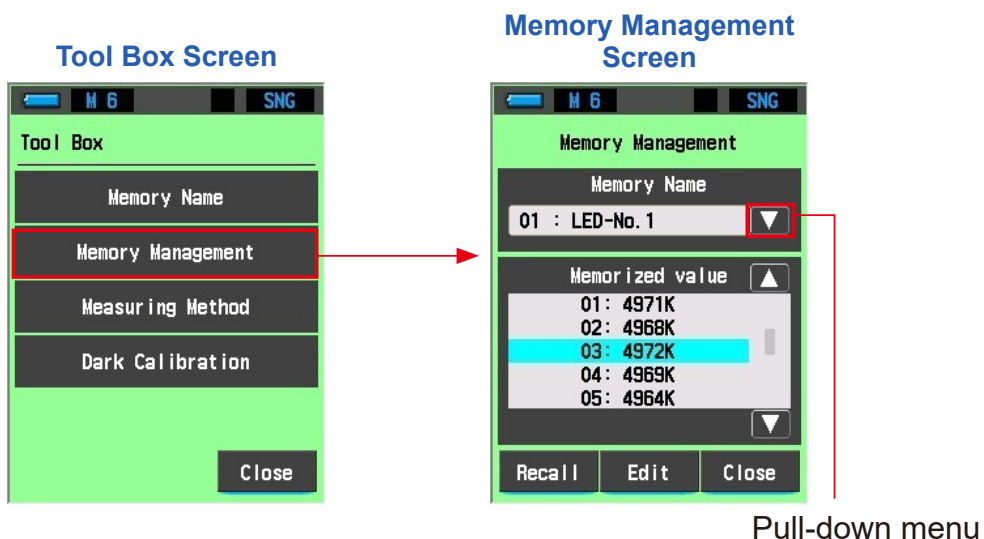 Tool Box Screen
M 6 SNG
Tool Box
Memory Name
Memory Management
Measuring Method
Dark Calibration
Close
Memory Management
Screen
M 6 SNG
Memory Management
Memory Name
01 : LED-No.1
Memorized value
01: 4971K
02: 4968K
03: 4972K
04: 4969K
05: 4964K
Recall Edit Close
Pull-down menu